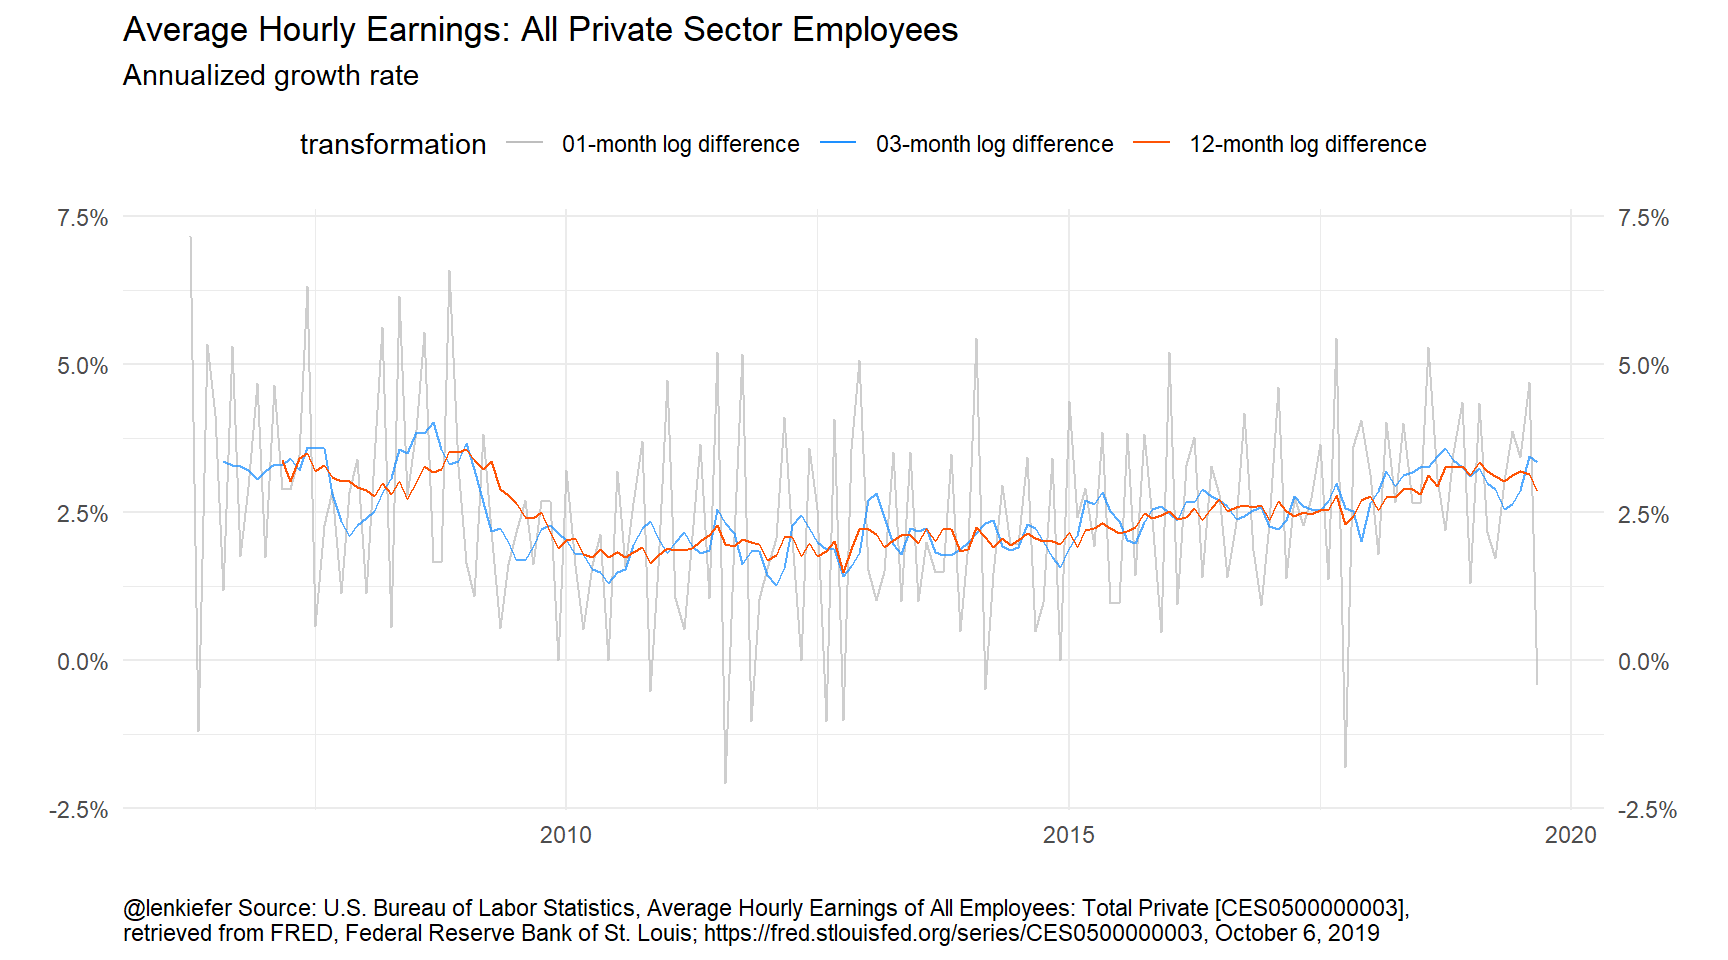 Average Hourly Earnings: All Private Sector Employees
Annualized growth rate
transformation 01-month log difference 03-month log difference 12-month log difference
7.5% 7.5%
5.0% 5.0%
2.5% 2.5%
0.0% 0.0%
-2.5% -2.5%
2010 2015 2020
@lenkiefer Source: U.S. Bureau of Labor Statistics, Average Hourly Earnings of All Employees: Total Private [CES0500000003],
retrieved from FRED, Federal Reserve Bank of St. Louis; https://fred.stlouisfed.org/series/CES0500000003, October 6, 2019